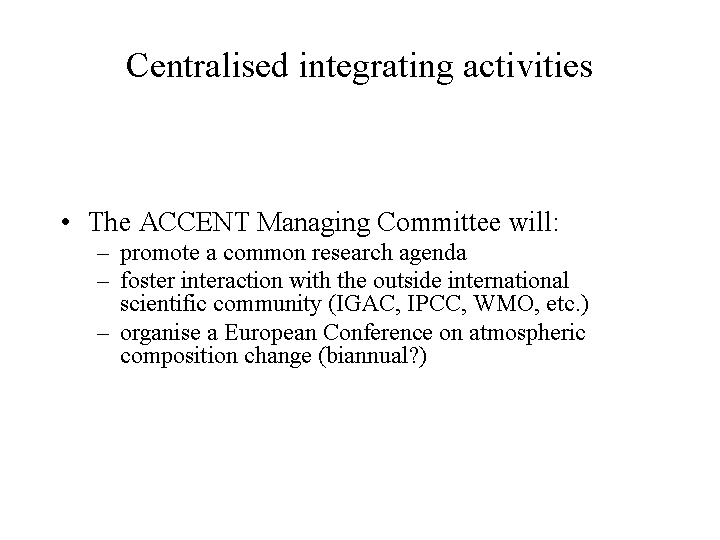 Centralised integrating activities
• The ACCENT Managing Committee will:
– promote a common research agenda
– foster interaction with the outside international
scientific community (IGAC, IPCC, WMO, etc. )
– organise a European Conference on atmospheric
composition change (biannual? )